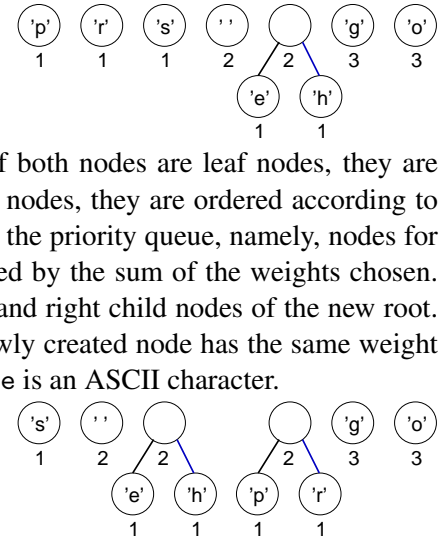 'p' 'r' 's' ' ' 'g' 'o'
1 1 1 2 2 3 3
'e' 'h'
1 1
f both nodes are leaf nodes, they are
nodes, they are ordered according to
the priority queue, namely, nodes for
ed by the sum of the weights chosen.
and right child nodes of the new root.
wly created node has the same weight
e is an ASCII character.
's' ' ' 'g' 'o'
1 2 2 2 3 3
'e' 'h' 'p' 'r'
1 1 1 1